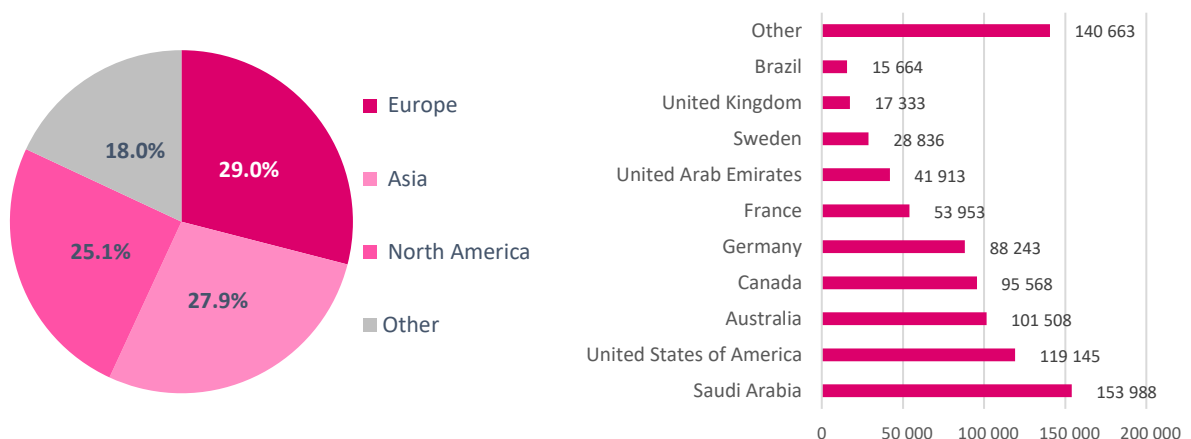 29.0%
27.9%
25.1%
18.0%
Europe
Asia
North America
Other
Other 140 663
Brazil 15 664
United Kingdom 17 333
Sweden 28 836
United Arab Emirates 41 913
France 53 953
Germany 88 243
Canada 95 568
Australia 101 508
United States of America 119 145
Saudi Arabia 153 988
0 50 000 100 000 150 000 200 000